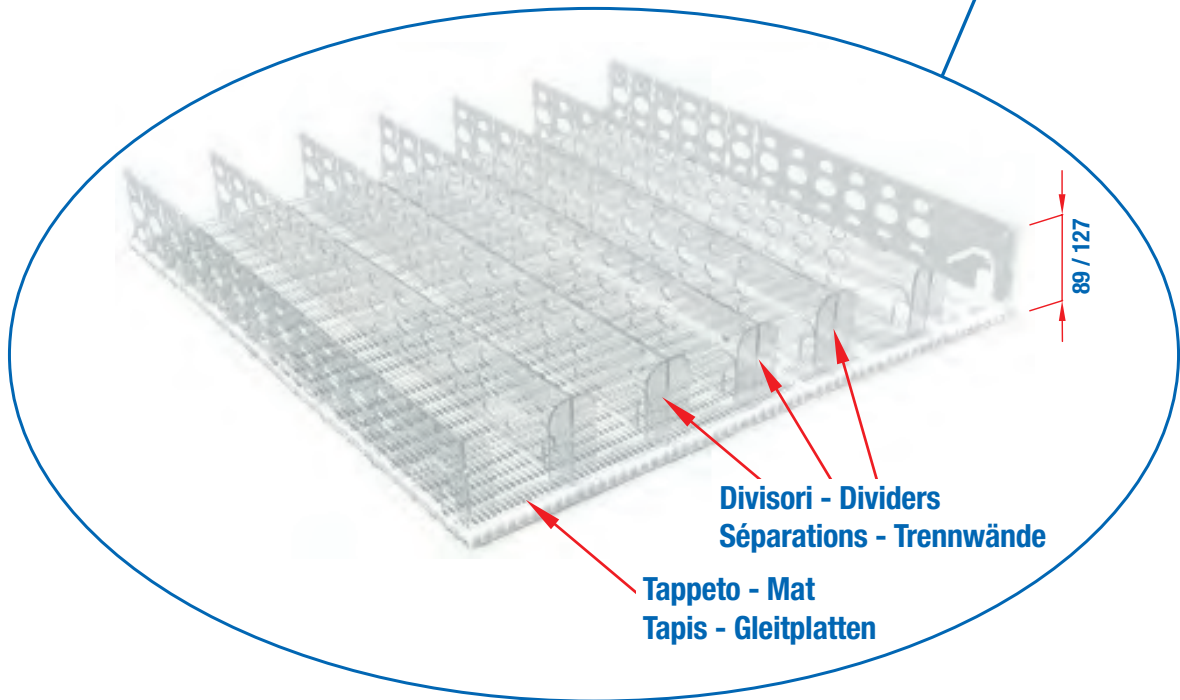 89 / 127
Divisori - Dividers
Séparations - Trennwände
Tappeto - Mat
Tapis - Gleitplatten